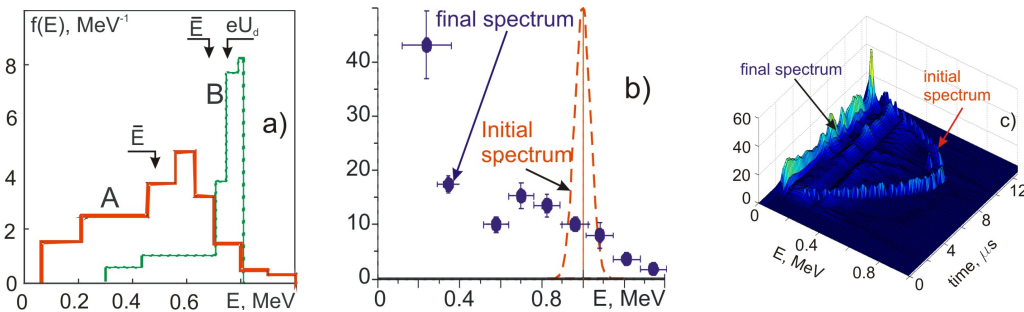 f(E), MeV⁻¹
Ē
eU_d
8
B
a)
6
Ē
4
A
2
0
0
0.2
0.4
0.6
E, MeV
final spectrum
40
b)
30
Initial
spectrum
20
10
0
0.4
0.8
E, MeV
final spectrum
initial
spectrum
c)
60
40
20
0
0
0.4
0.8
E, MeV
0
4
8
12
time, μs